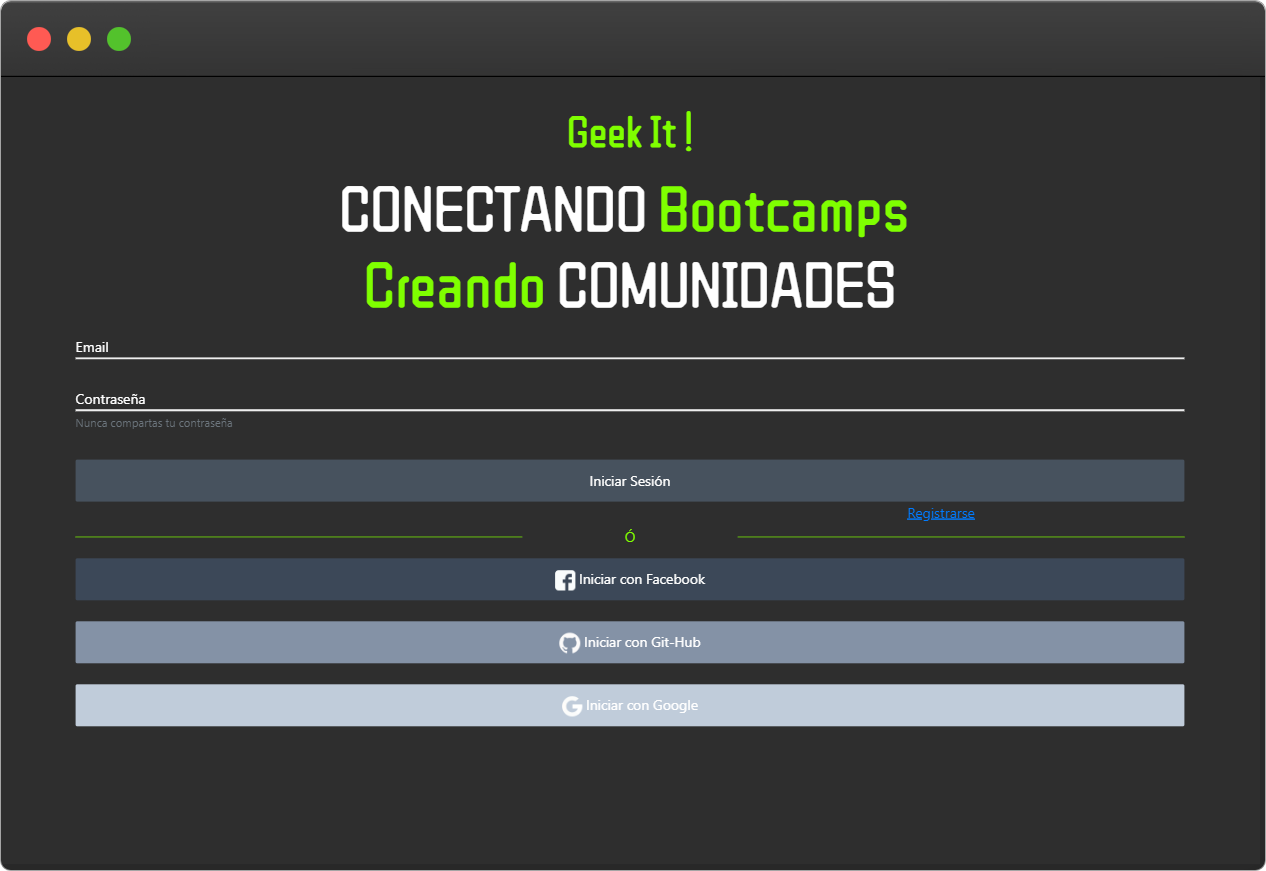 Geek It !
CONECTANDO Bootcamps
Creando COMUNIDADES
Email
Contraseña
Nunca compartas tu contraseña
Iniciar Sesión
Registrarse
Ó
Iniciar con Facebook
Iniciar con Git-Hub
Iniciar con Google